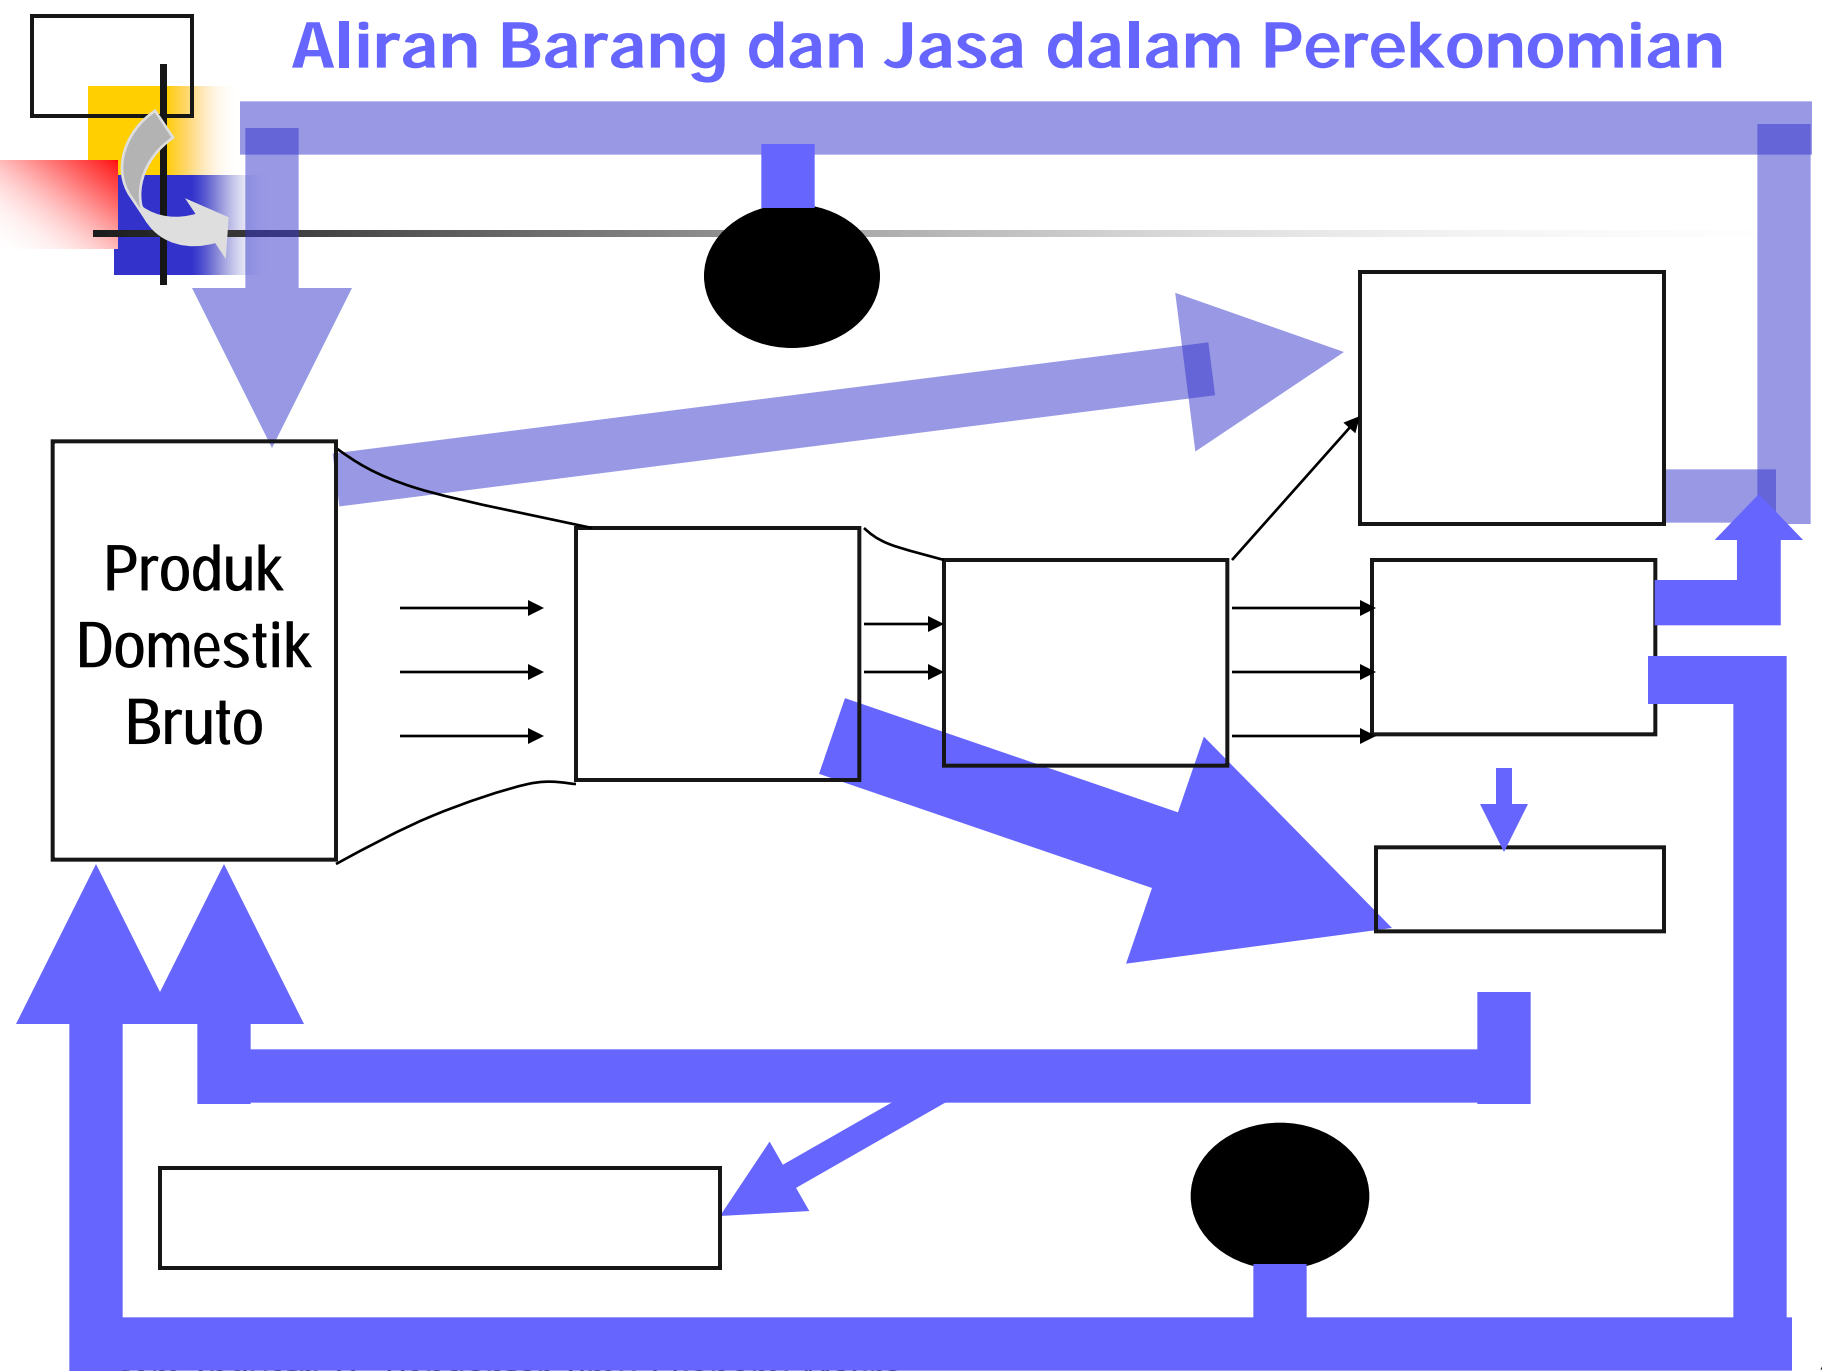 Aliran Barang dan Jasa dalam Perekonomian
Produk
Domestik
Bruto